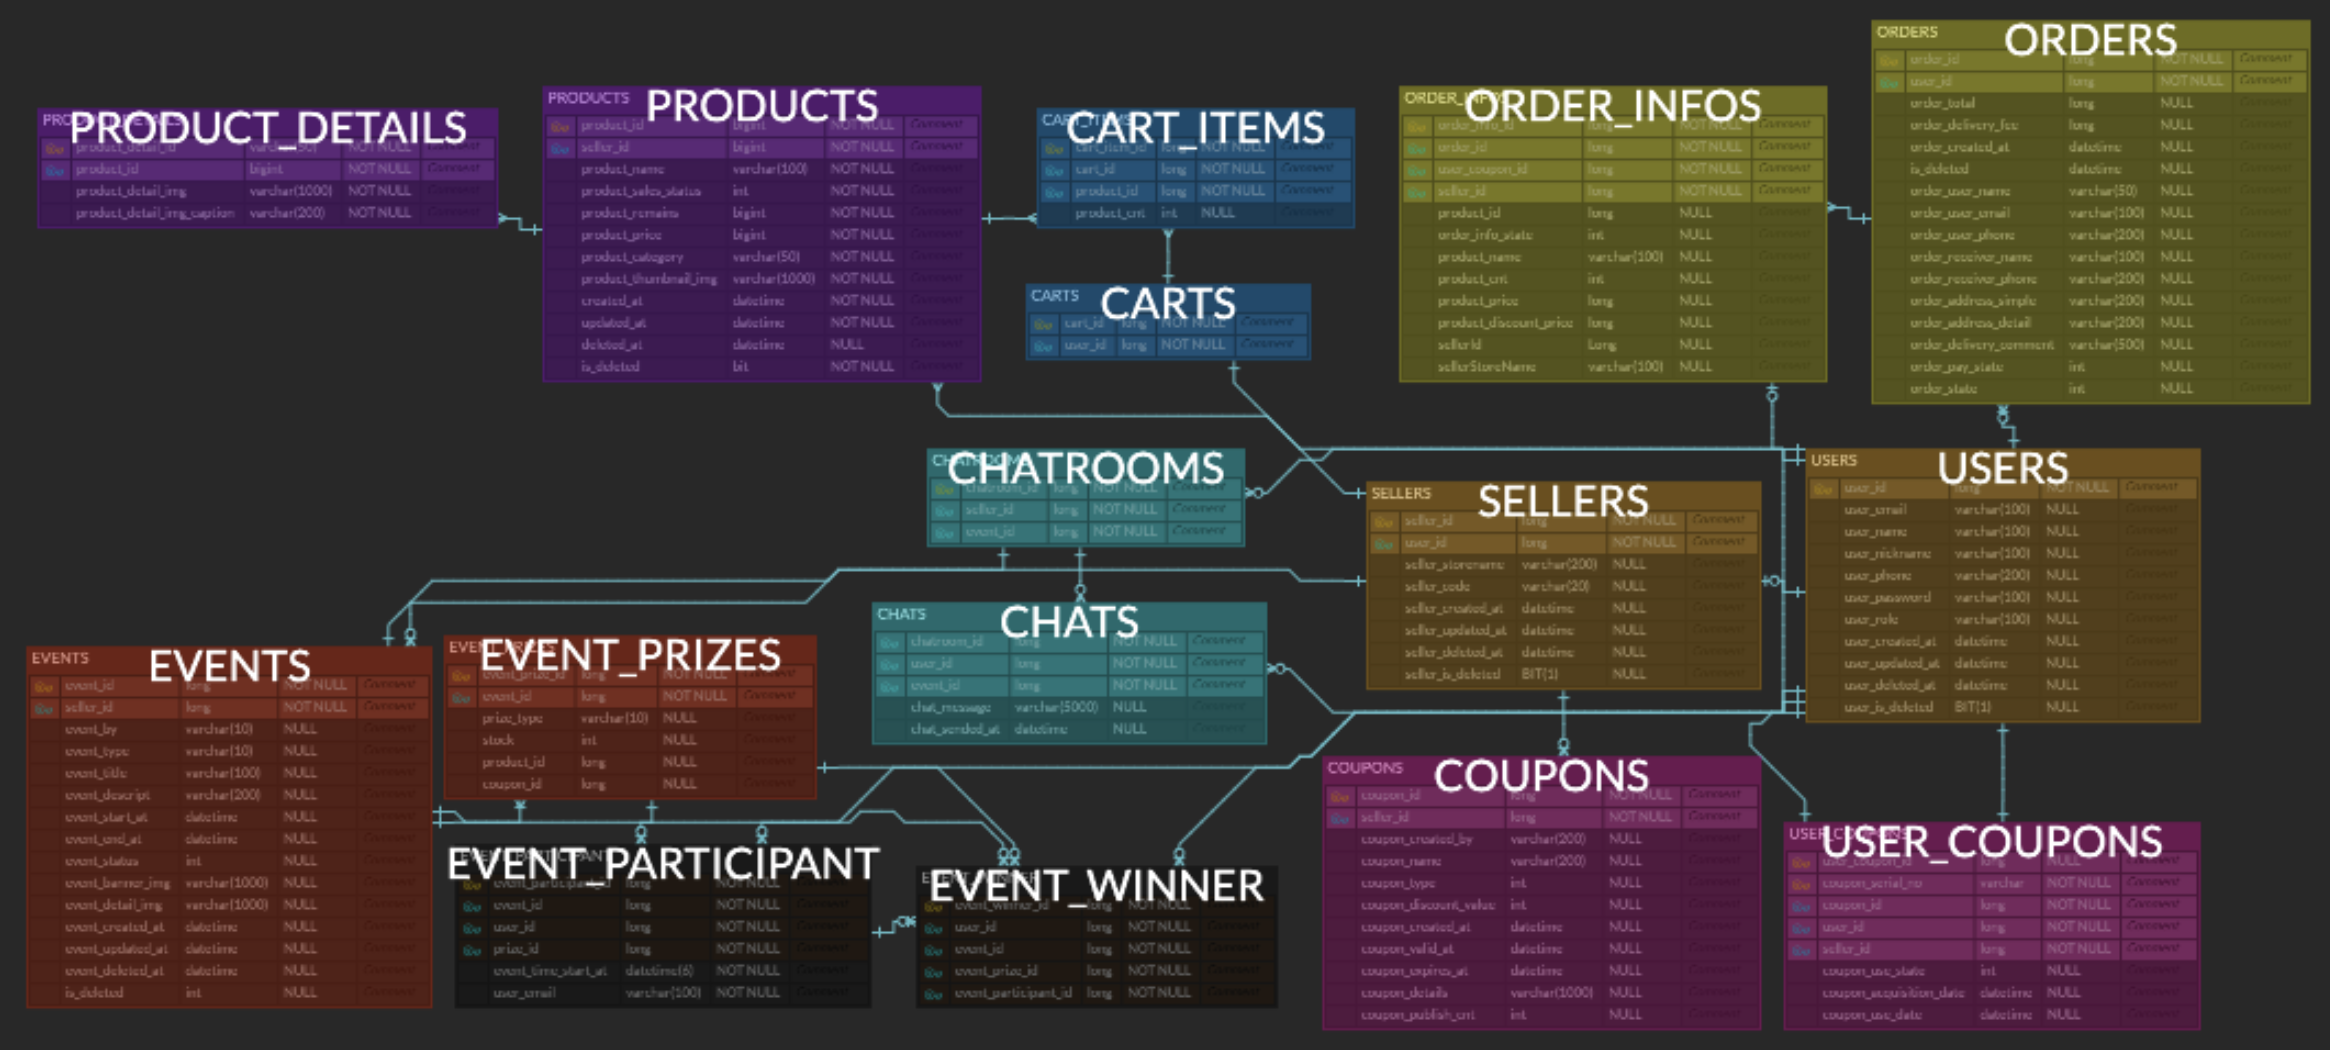 PRODUCT_DETAILS
product_detail_id NOT NULL Comment
product_id bigint NOT NULL Comment
product_detail_img varchar(1000) NOT NULL Comment
product_detail_img_caption varchar(200) NOT NULL Comment
PRODUCTS PRODUCTS
product_id bigint NOT NULL Comment
seller_id bigint NOT NULL Comment
product_name varchar(100) NOT NULL Comment
product_sales_status int NOT NULL Comment
product_remains bigint NOT NULL Comment
product_price bigint NOT NULL Comment
product_category varchar(50) NOT NULL Comment
product_thumbnail_img varchar(1000) NOT NULL Comment
created_at datetime NOT NULL Comment
updated_at datetime NOT NULL Comment
deleted_at datetime NULL Comment
is_deleted bit NOT NULL Comment
CART_ITEMS
cart_item_id long NOT NULL Comment
cart_id long NOT NULL Comment
product_id long NOT NULL Comment
product_cnt int NULL Comment
CARTS CARTS
cart_id long NOT NULL Comment
user_id long NOT NULL Comment
ORDER_INFOS
order_info_id long NOT NULL Comment
order_id long NOT NULL Comment
user_coupon_id long NOT NULL Comment
seller_id long NOT NULL Comment
product_id long NULL Comment
order_info_state int NULL Comment
product_name varchar(100) NULL Comment
product_cnt int NULL Comment
product_price long NULL Comment
product_discount_price long NULL Comment
sellerId Long NULL Comment
sellerStoreName varchar(100) NULL Comment
ORDERS ORDERS
order_id long NOT NULL Comment
user_id long NOT NULL Comment
order_total long NULL Comment
order_delivery_fee long NULL Comment
order_created_at datetime NULL Comment
is_deleted datetime NULL Comment
order_user_name varchar(50) NULL Comment
order_user_email varchar(100) NULL Comment
order_user_phone varchar(200) NULL Comment
order_receiver_name varchar(100) NULL Comment
order_receiver_phone varchar(200) NULL Comment
order_address_simple varchar(200) NULL Comment
order_address_detail varchar(200) NULL Comment
order_delivery_comment varchar(500) NULL Comment
order_pay_state int NULL Comment
order_state int NULL Comment
CHATROOMS
chatroom_id long NOT NULL Comment
seller_id long NOT NULL Comment
event_id long NOT NULL Comment
SELLERS SELLERS
seller_id long NOT NULL Comment
user_id long NOT NULL Comment
seller_storename varchar(200) NULL Comment
seller_code varchar(20) NULL Comment
seller_created_at datetime NULL Comment
seller_updated_at datetime NULL Comment
seller_deleted_at datetime NULL Comment
seller_is_deleted BIT(1) NULL Comment
USERS USERS
user_id long NOT NULL Comment
user_email varchar(100) NULL Comment
user_name varchar(100) NULL Comment
user_nickname varchar(100) NULL Comment
user_phone varchar(200) NULL Comment
user_password varchar(100) NULL Comment
user_role varchar(100) NULL Comment
user_created_at datetime NULL Comment
user_updated_at datetime NULL Comment
user_deleted_at datetime NULL Comment
user_is_deleted BIT(1) NULL Comment
CHATS CHATS
chatroom_id long NOT NULL Comment
user_id long NOT NULL Comment
event_id long NOT NULL Comment
chat_message varchar(5000) NULL Comment
chat_sended_at datetime NULL Comment
EVENTS EVENTS
event_id long NOT NULL Comment
seller_id long NOT NULL Comment
event_by varchar(10) NULL Comment
event_type varchar(10) NULL Comment
event_title varchar(100) NULL Comment
event_descript varchar(200) NULL Comment
event_start_at datetime NULL Comment
event_end_at datetime NULL Comment
event_status int NULL Comment
event_banner_img varchar(1000) NULL Comment
event_detail_img varchar(1000) NULL Comment
event_created_at datetime NULL Comment
event_updated_at datetime NULL Comment
event_deleted_at datetime NULL Comment
is_deleted int NULL Comment
EVENT_PRIZES
event_prize_id long NOT NULL Comment
event_id long NOT NULL Comment
prize_type varchar(10) NULL Comment
stock int NULL Comment
product_id long NULL Comment
coupon_id long NULL Comment
EVENT_PARTICIPANT
event_participant_id long NOT NULL Comment
event_id long NOT NULL Comment
user_id long NOT NULL Comment
prize_id long NOT NULL Comment
event_time_start_at datetime(6) NOT NULL Comment
user_email varchar(100) NOT NULL Comment
EVENT_WINNER
event_winner_id long NOT NULL
user_id long NOT NULL Comment
event_id long NOT NULL Comment
event_prize_id long NOT NULL Comment
event_participant_id long NOT NULL Comment
COUPONS COUPONS
coupon_id long NOT NULL Comment
seller_id long NOT NULL Comment
coupon_created_by varchar(200) NULL Comment
coupon_name varchar(200) NULL Comment
coupon_type int NULL Comment
coupon_discount_value int NULL Comment
coupon_created_at datetime NULL Comment
coupon_valid_at datetime NULL Comment
coupon_expires_at datetime NULL Comment
coupon_details varchar(1000) NULL Comment
coupon_publish_cnt int NULL Comment
USER_COUPONS
user_coupon_id long NOT NULL Comment
coupon_serial_no varchar NOT NULL Comment
coupon_id long NOT NULL Comment
user_id long NOT NULL Comment
seller_id long NOT NULL Comment
coupon_use_state int NULL Comment
coupon_acquisition_date datetime NULL Comment
coupon_use_date datetime NULL Comment